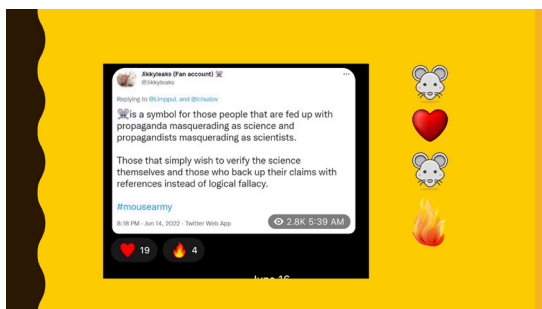 Jikkyleaks (Fan account) 🐭
@Jikkyleaks
Replying to @Limppul, and @icnudov
🐭is a symbol for those people that are fed up with
propaganda masquerading as science and
propagandists masquerading as scientists.
Those that simply wish to verify the science
themselves and those who back up their claims with
references instead of logical fallacy.
#mousearmy
8:18 PM · Jun 14, 2022 · Twitter Web App
2.8K 5:39 AM
19
4
June 16